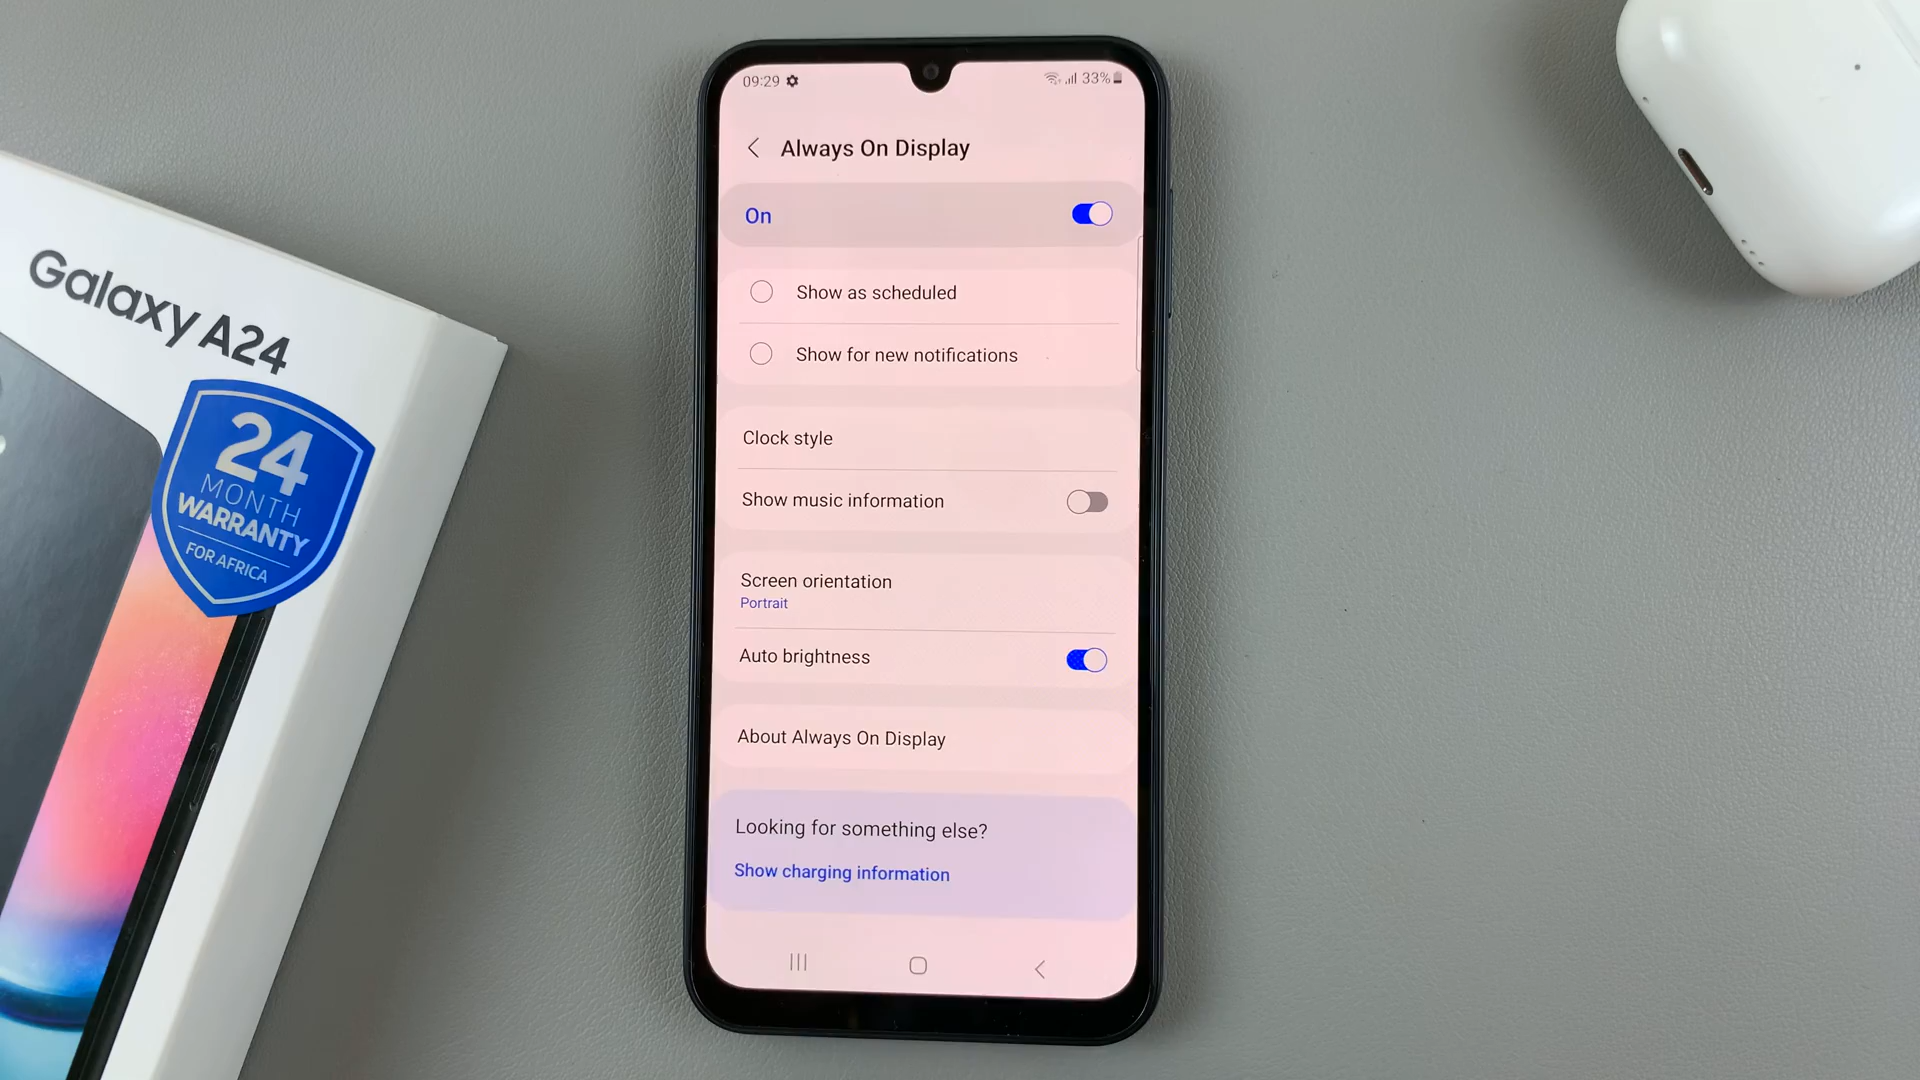 Galaxy A24
24
MONTH
WARRANTY
FOR AFRICA
09:29
33%
Always On Display
On
Show as scheduled
Show for new notifications
Clock style
Show music information
Screen orientation
Portrait
Auto brightness
About Always On Display
Looking for something else?
Show charging information